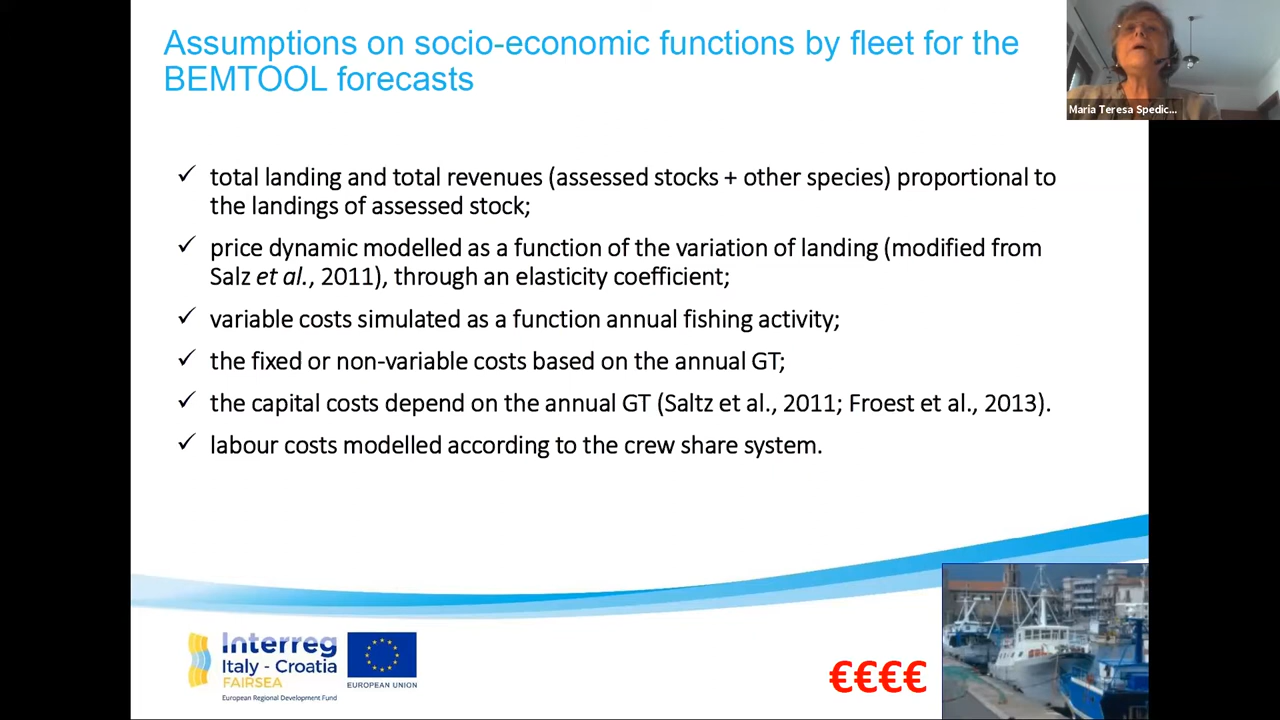 Assumptions on socio-economic functions by fleet for the
BEMTOOL forecasts
Maria Teresa Spedic...
✓ total landing and total revenues (assessed stocks + other species) proportional to
the landings of assessed stock;
✓ price dynamic modelled as a function of the variation of landing (modified from
Salz et al., 2011), through an elasticity coefficient;
✓ variable costs simulated as a function annual fishing activity;
✓ the fixed or non-variable costs based on the annual GT;
✓ the capital costs depend on the annual GT (Saltz et al., 2011; Froest et al., 2013).
✓ labour costs modelled according to the crew share system.
Interreg
Italy - Croatia
FAIRSEA
European Regional Development Fund
EUROPEAN UNION
€€€€